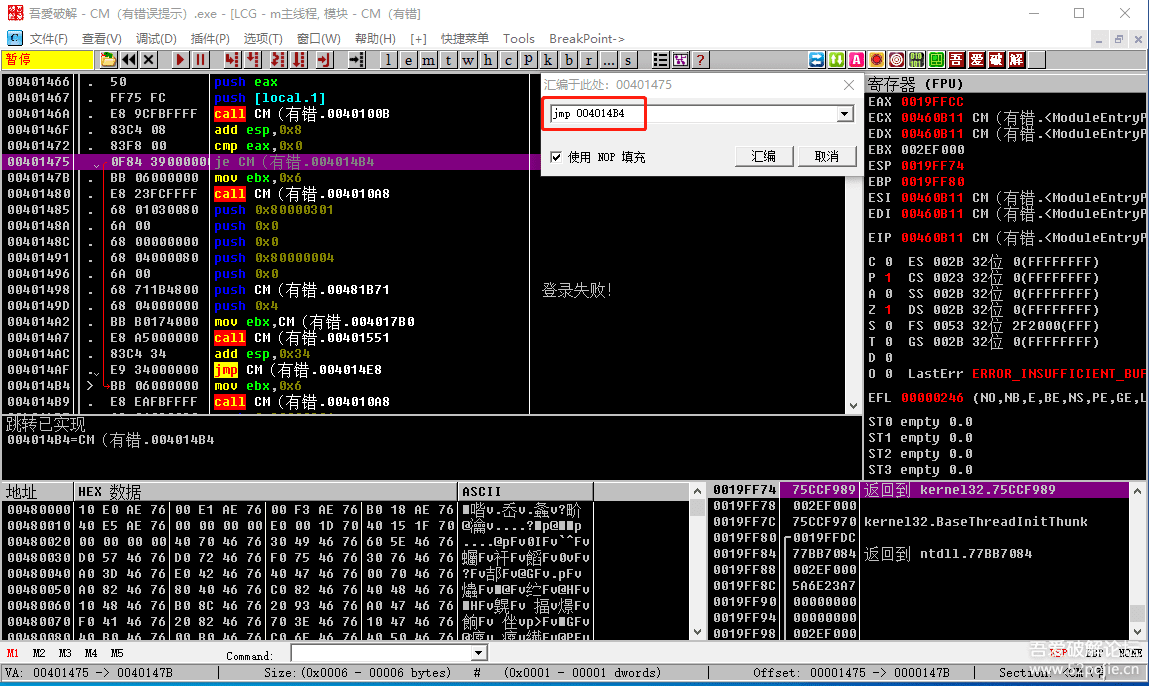 吾爱破解 - CM（有错误提示）.exe - [LCG - m主线程, 模块 - CM（有错]
文件(F) 查看(V) 调试(D) 插件(P) 选项(T) 窗口(W) 帮助(H) [+] 快捷菜单 Tools BreakPoint->
暂停 l e m t w h c p k b r ... s ?
00401466 . 50 push eax
00401467 . FF75 FC push [local.1]
0040146A . E8 9CFBFFFF call CM（有错.0040100B
0040146F . 83C4 08 add esp,0x8
00401472 . 83F8 00 cmp eax,0x0
00401475 . 0F84 39000000 je CM（有错.004014B4
0040147B . BB 06000000 mov ebx,0x6
00401480 . E8 23FCFFFF call CM（有错.004010A8
00401485 . 68 01030080 push 0x80000301
0040148A . 6A 00 push 0x0
0040148C . 68 00000000 push 0x0
00401491 . 68 04000080 push 0x80000004
00401496 . 6A 00 push 0x0
00401498 . 68 711B4800 push CM（有错.00481B71 登录失败!
0040149D . 68 04000000 push 0x4
004014A2 . BB B0174000 mov ebx,CM（有错.004017B0
004014A7 . E8 A5000000 call CM（有错.00401551
004014AC . 83C4 34 add esp,0x34
004014AF . E9 34000000 jmp CM（有错.004014E8
004014B4 > BB 06000000 mov ebx,0x6
004014B9 . E8 EAFBFFFF call CM（有错.004010A8
汇编于此处: 00401475
jmp 004014B4
使用 NOP 填充 汇编 取消
寄存器 (FPU)
EAX 0019FFCC
ECX 00460B11 CM（有错.<ModuleEntryP
EDX 00460B11 CM（有错.<ModuleEntryP
EBX 002EF000
ESP 0019FF74
EBP 0019FF80
ESI 00460B11 CM（有错.<ModuleEntryP
EDI 00460B11 CM（有错.<ModuleEntryP
EIP 00460B11 CM（有错.<ModuleEntryP
C 0 ES 002B 32位 0(FFFFFFFF)
P 1 CS 0023 32位 0(FFFFFFFF)
A 0 SS 002B 32位 0(FFFFFFFF)
Z 1 DS 002B 32位 0(FFFFFFFF)
S 0 FS 0053 32位 2F2000(FFF)
T 0 GS 002B 32位 0(FFFFFFFF)
D 0
O 0 LastErr ERROR_INSUFFICIENT_BUF
EFL 00000246 (NO,NB,E,BE,NS,PE,GE,L
ST0 empty 0.0
ST1 empty 0.0
ST2 empty 0.0
ST3 empty 0.0
跳转已实现
004014B4=CM（有错.004014B4
地址 HEX 数据 ASCII
00480000 10 E0 AE 76 00 E1 AE 76 00 F3 AE 76 B0 18 AE 76
00480010 40 E5 AE 76 00 00 00 00 E0 00 1D 70 40 15 1F 70
00480020 00 00 00 00 40 70 46 76 30 49 46 76 60 5E 46 76 ....@pFv0IFv`^Fv
00480030 D0 57 46 76 D0 72 46 76 F0 75 46 76 30 76 46 76
00480040 A0 3D 46 76 E0 42 46 76 40 47 46 76 00 70 46 76
00480050 A0 82 46 76 80 40 46 76 C0 82 46 76 40 48 46 76
00480060 10 48 46 76 B0 8C 46 76 20 93 46 76 A0 47 46 76
00480070 F0 41 46 76 20 82 46 76 70 3E 46 76 10 47 46 76
00480080 40 B0 46 76 00 B0 46 76 C0 6F 46 76 40 50 46 76
0019FF74 75CCF989 返回到 kernel32.75CCF989
0019FF78 002EF000
0019FF7C 75CCF970 kernel32.BaseThreadInitThunk
0019FF80 0019FFDC
0019FF84 77BB7084 返回到 ntdll.77BB7084
0019FF88 002EF000
0019FF8C 5A6E23A7
0019FF90 00000000
0019FF94 00000000
0019FF98 002EF000
M1 M2 M3 M4 M5 Command: ESP EBP NONE
VA: 00401475 -> 0040147B Size:(0x0006 - 00006 bytes) # (0x0001 - 00001 dwords) Offset: 00001475 -> 0000147B Section:
吾爱破解论坛
www.52pojie.cn